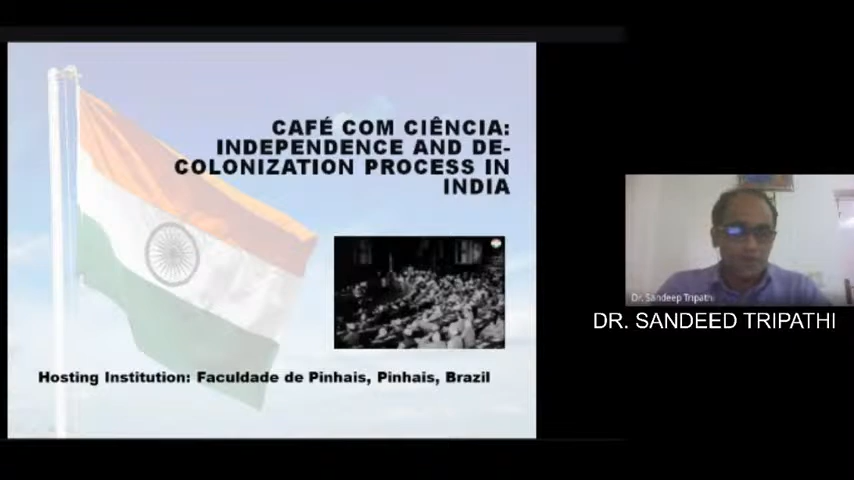 CAFÉ COM CIÊNCIA:
INDEPENDENCE AND DE-
COLONIZATION PROCESS IN
INDIA
Hosting Institution: Faculdade de Pinhais, Pinhais, Brazil
Dr. Sandeep Tripathi
DR. SANDEED TRIPATHI